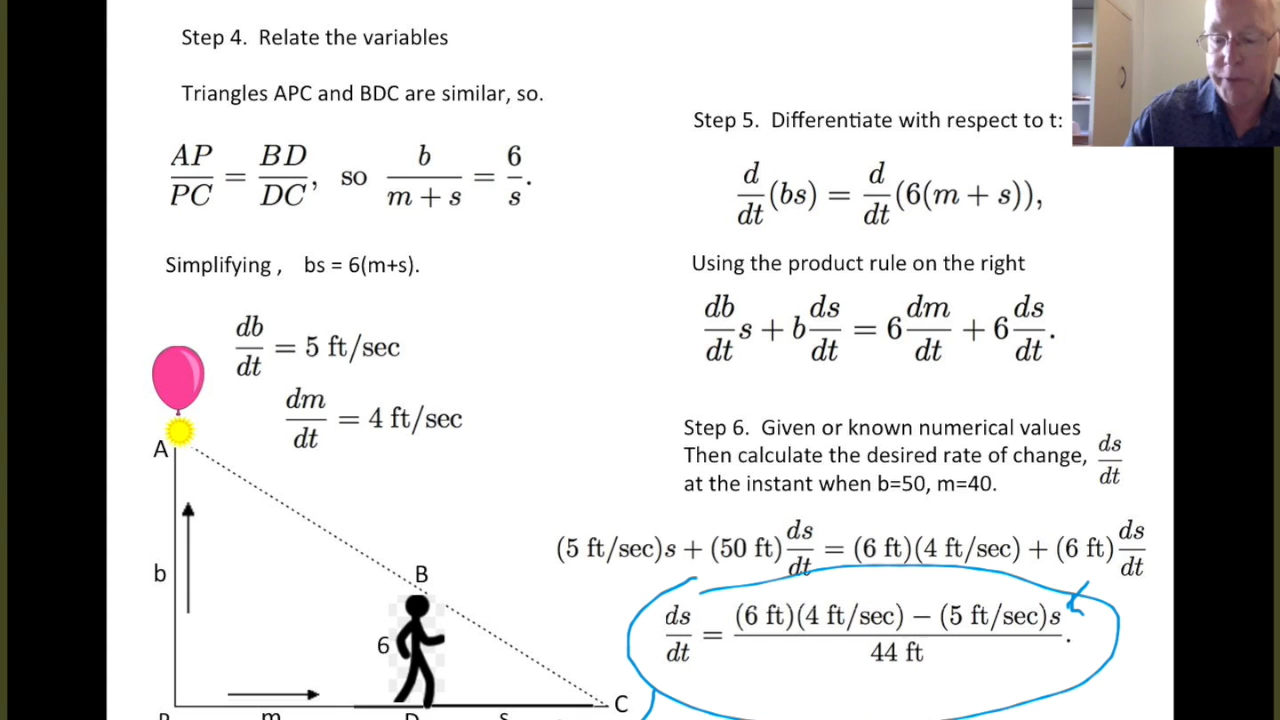 Step 4. Relate the variables
Triangles APC and BDC are similar, so.
AP/PC = BD/DC, so b/(m + s) = 6/s.
Simplifying , bs = 6(m+s).
db/dt = 5 ft/sec
dm/dt = 4 ft/sec
A
b
B
6
C
m
D
s
Step 5. Differentiate with respect to t:
d/dt (bs) = d/dt (6(m + s)),
Using the product rule on the right
db/dt s + b ds/dt = 6 dm/dt + 6 ds/dt.
Step 6. Given or known numerical values
Then calculate the desired rate of change, ds/dt
at the instant when b=50, m=40.
(5 ft/sec)s + (50 ft) ds/dt = (6 ft)(4 ft/sec) + (6 ft) ds/dt
ds/dt = ((6 ft)(4 ft/sec) − (5 ft/sec)s)/(44 ft).